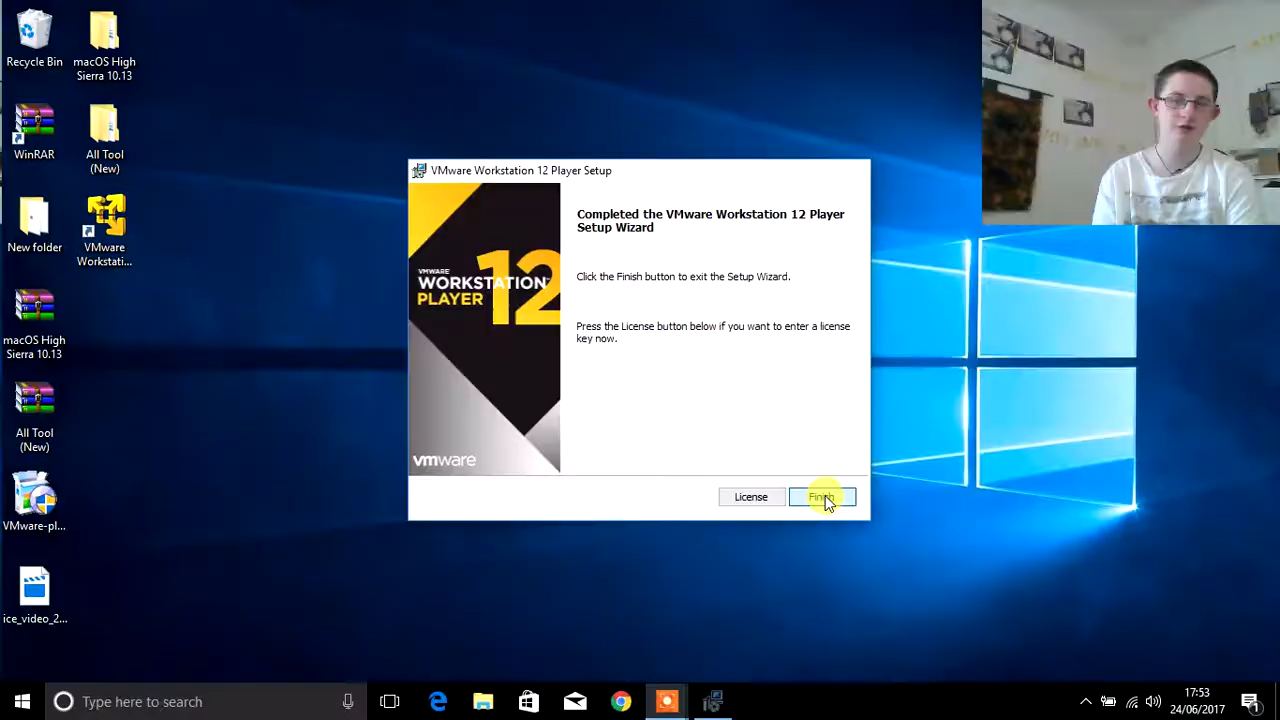 Recycle Bin
macOS High
Sierra 10.13
WinRAR
All Tool
(New)
New folder
VMware
Workstati...
macOS High
Sierra 10.13
All Tool
(New)
VMware-pl...
ice_video_2...
VMware Workstation 12 Player Setup
VMWARE
WORKSTATION
PLAYER
12
vmware
Completed the VMware Workstation 12 Player
Setup Wizard
Click the Finish button to exit the Setup Wizard.
Press the License button below if you want to enter a license
key now.
License
Finish
Type here to search
17:53
24/06/2017
1